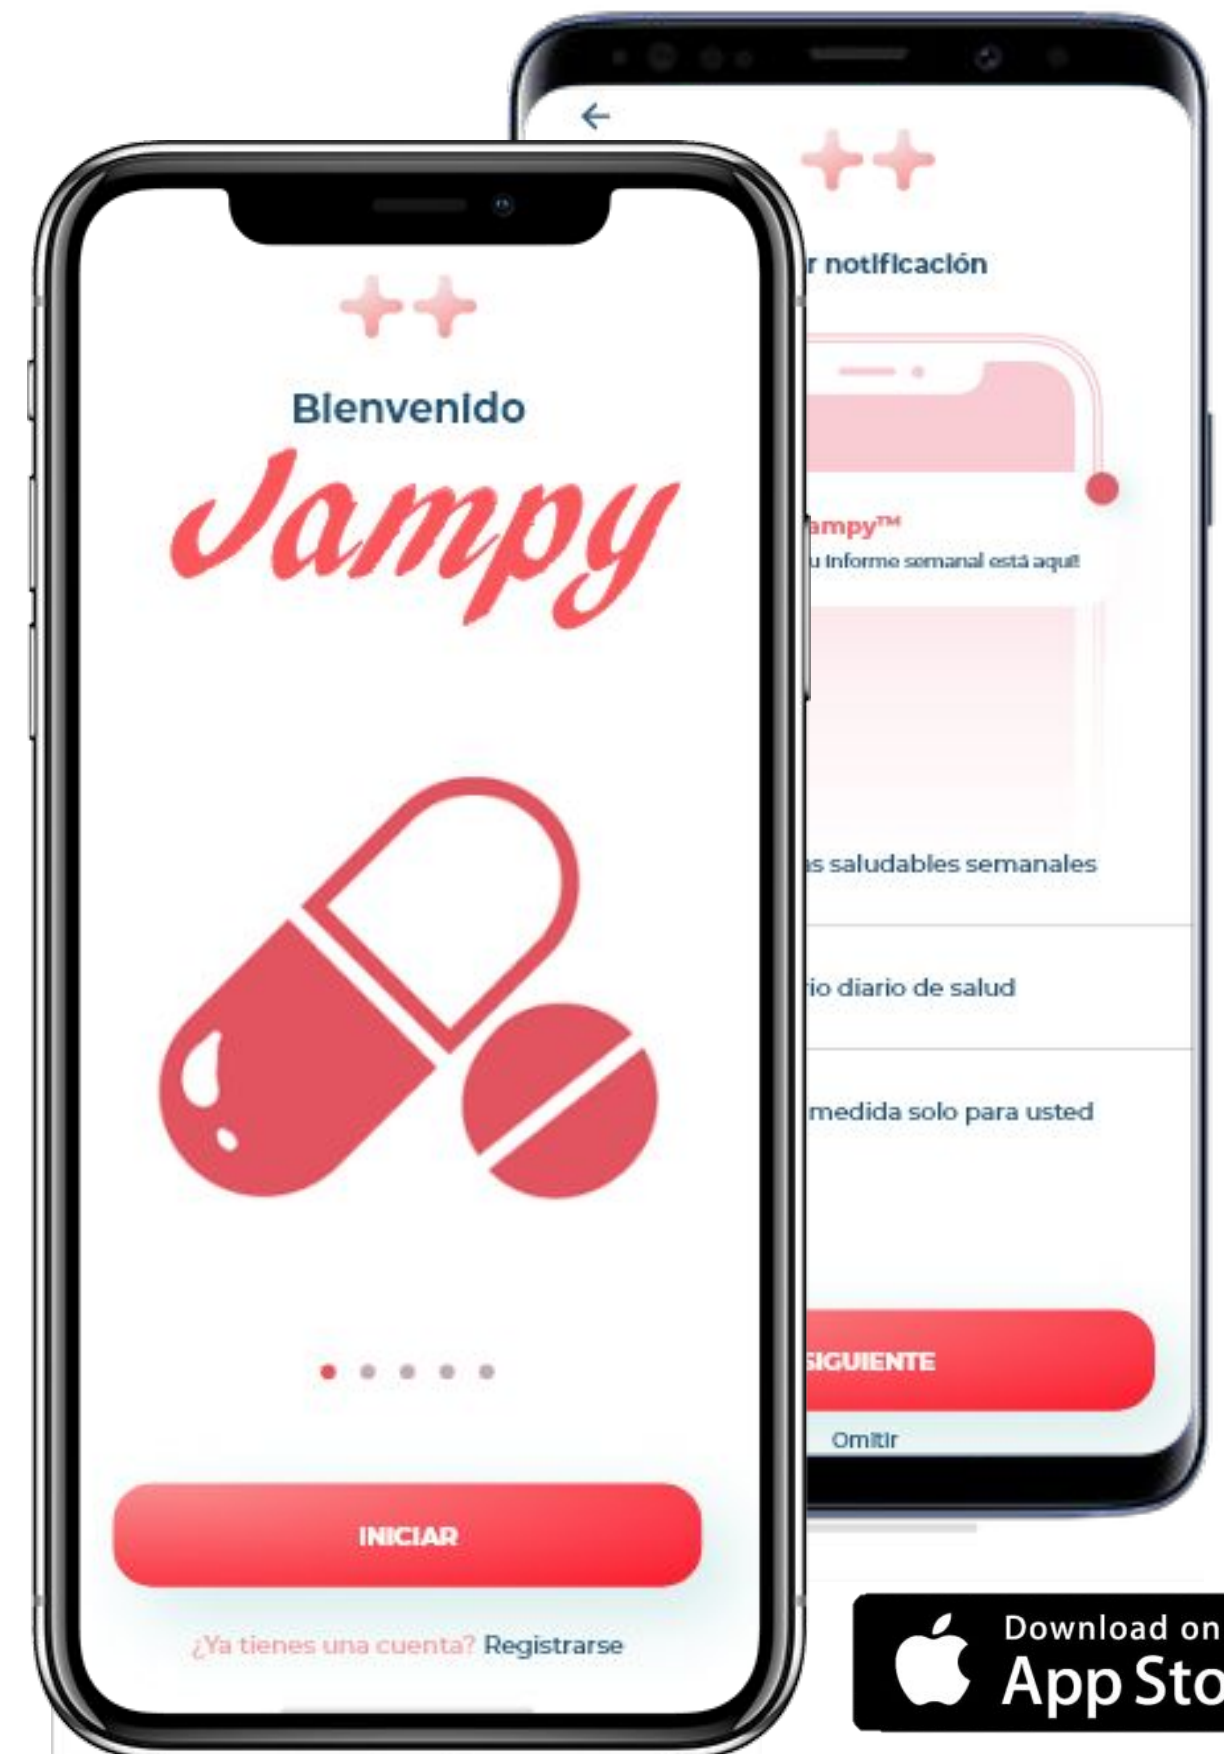 Bienvenido
Jampy
INICIAR
¿Ya tienes una cuenta? Registrarse
r notificación
ampy™
u informe semanal está aquí!
s saludables semanales
io diario de salud
medida solo para usted
SIGUIENTE
Omitir
Download on
App Sto